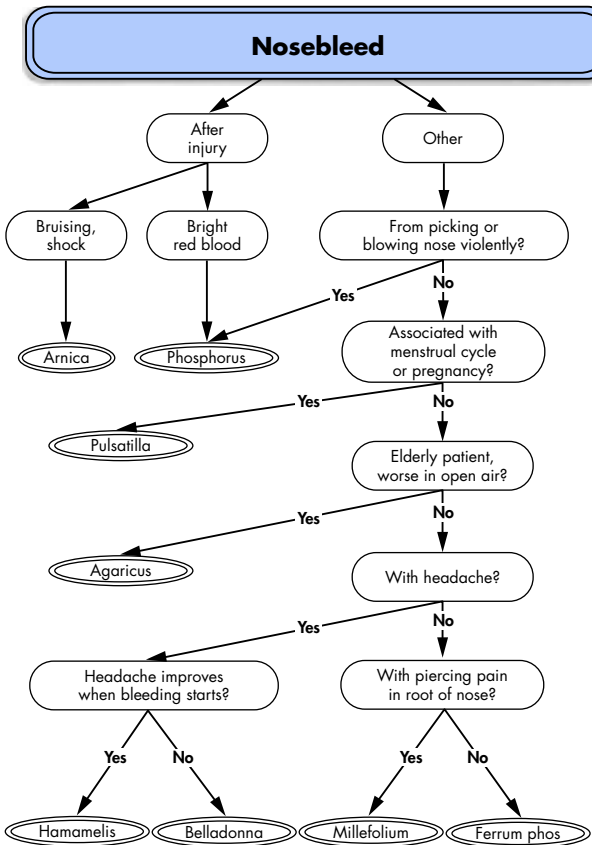 Nosebleed
After
injury
Other
Bruising,
shock
Bright
red blood
From picking or
blowing nose violently?
Yes
No
Arnica
Phosphorus
Associated with
menstrual cycle
or pregnancy?
Yes
No
Pulsatilla
Elderly patient,
worse in open air?
Yes
No
Agaricus
With headache?
Yes
No
Headache improves
when bleeding starts?
With piercing pain
in root of nose?
Yes
No
Yes
No
Hamamelis
Belladonna
Millefolium
Ferrum phos